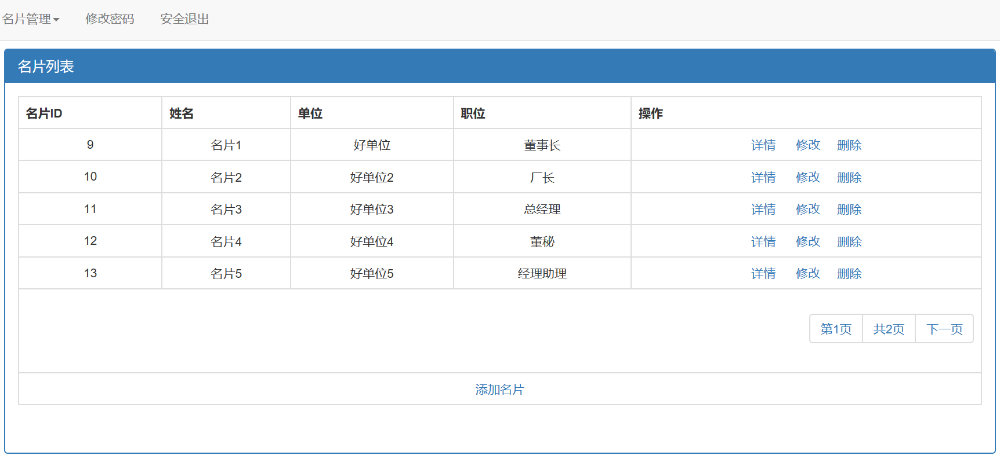 名片管理 修改密码 安全退出
名片列表
名片ID 姓名 单位 职位 操作
9 名片1 好单位 董事长 详情 修改 删除
10 名片2 好单位2 厂长 详情 修改 删除
11 名片3 好单位3 总经理 详情 修改 删除
12 名片4 好单位4 董秘 详情 修改 删除
13 名片5 好单位5 经理助理 详情 修改 删除
第1页 共2页 下一页
添加名片